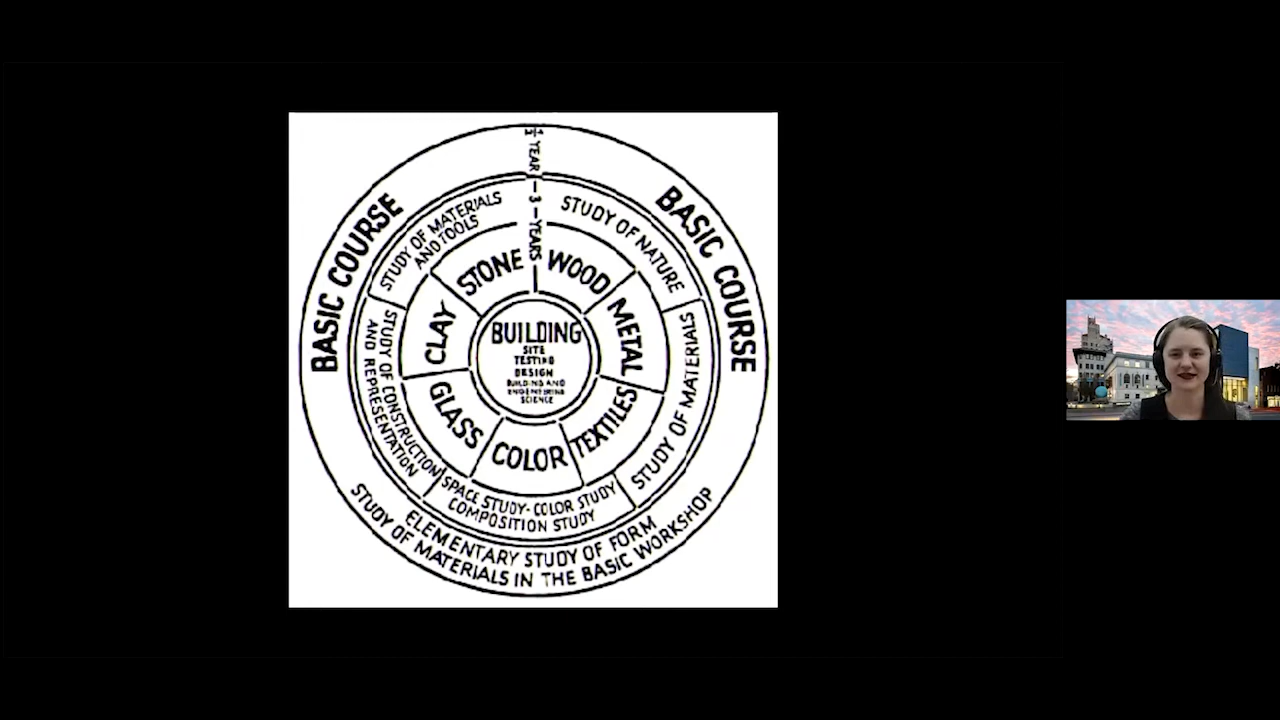 ½ YEAR
3 YEARS
BASIC COURSE
BASIC COURSE
STUDY OF MATERIALS
AND TOOLS
STUDY OF NATURE
STONE
WOOD
CLAY
METAL
BUILDING
SITE
TESTING
DESIGN
BUILDING AND
ENGINEERING
SCIENCE
STUDY OF CONSTRUCTION
AND REPRESENTATION
STUDY OF MATERIALS
GLASS
COLOR
TEXTILES
SPACE STUDY - COLOR STUDY
COMPOSITION STUDY
ELEMENTARY STUDY OF FORM
STUDY OF MATERIALS IN THE BASIC WORKSHOP